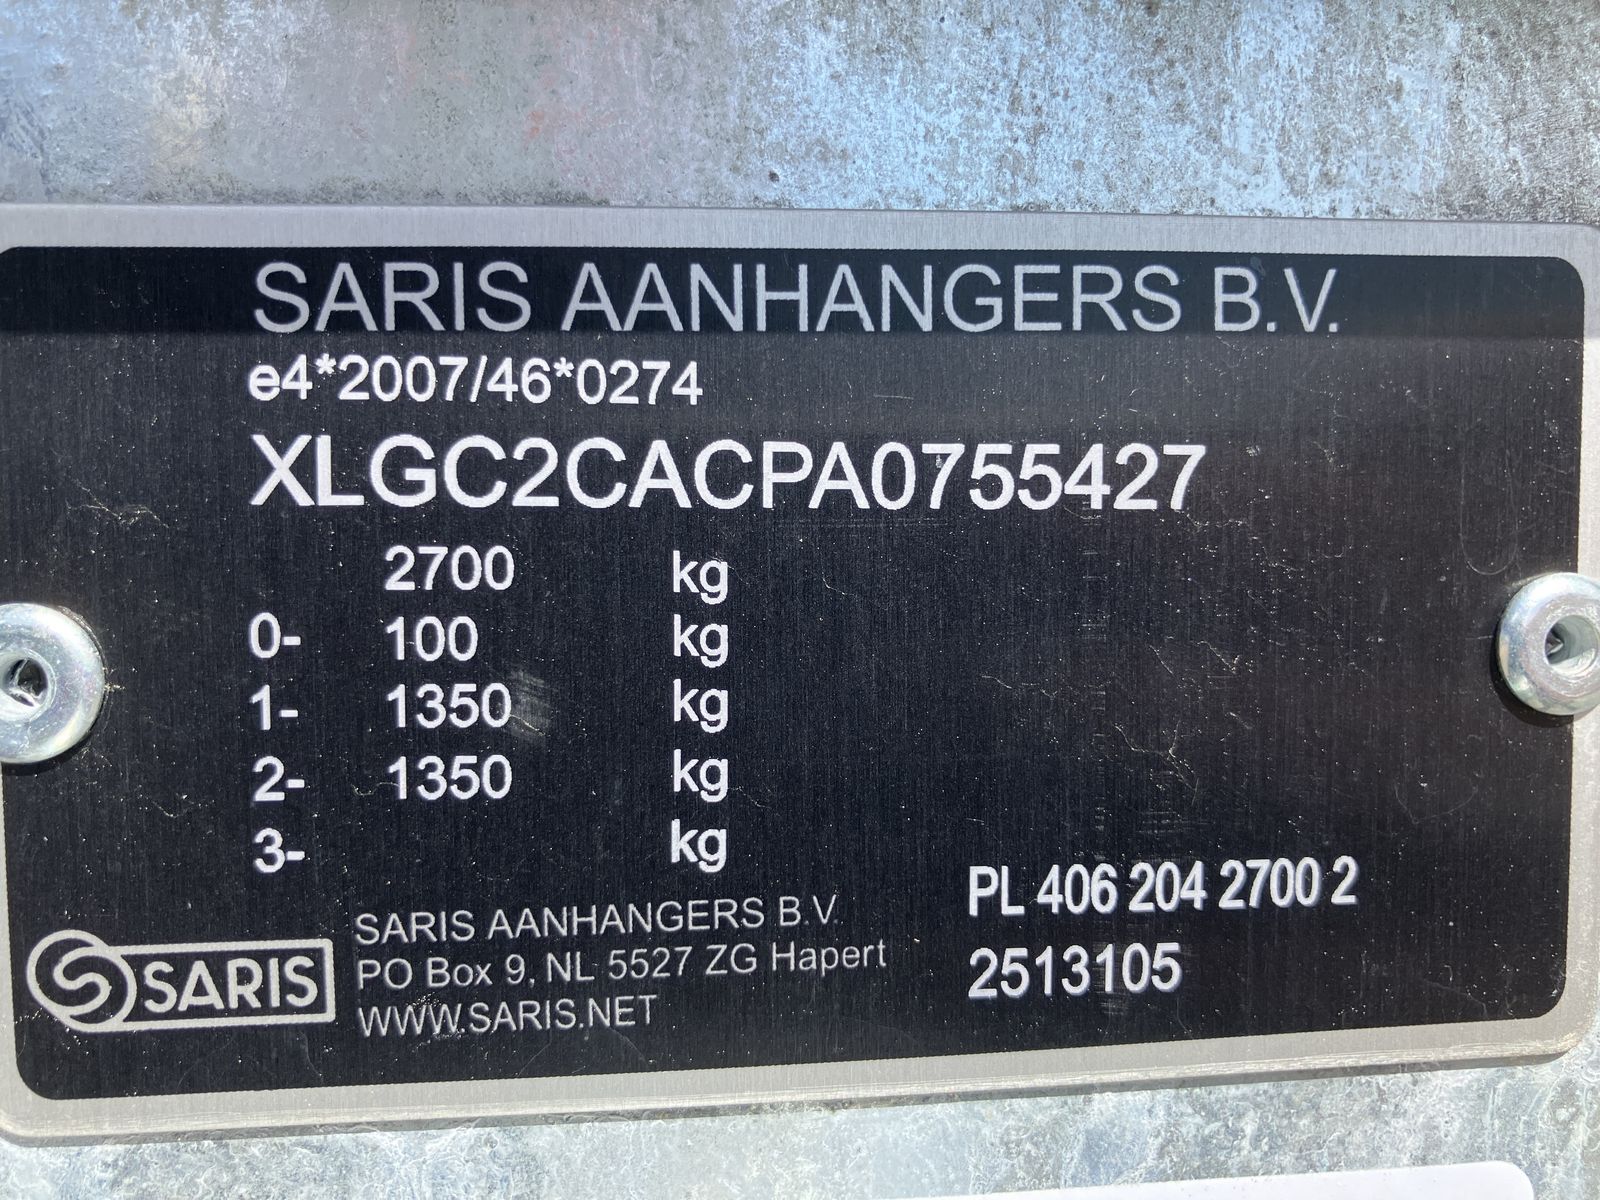 SARIS AANHANGERS B.V.
e4*2007/46*0274
XLGC2CACPA0755427
2700 kg
0- 100 kg
1- 1350 kg
2- 1350 kg
3- kg
PL 406 204 2700 2
2513105
SARIS
SARIS AANHANGERS B.V.
PO Box 9, NL 5527 ZG Hapert
WWW.SARIS.NET